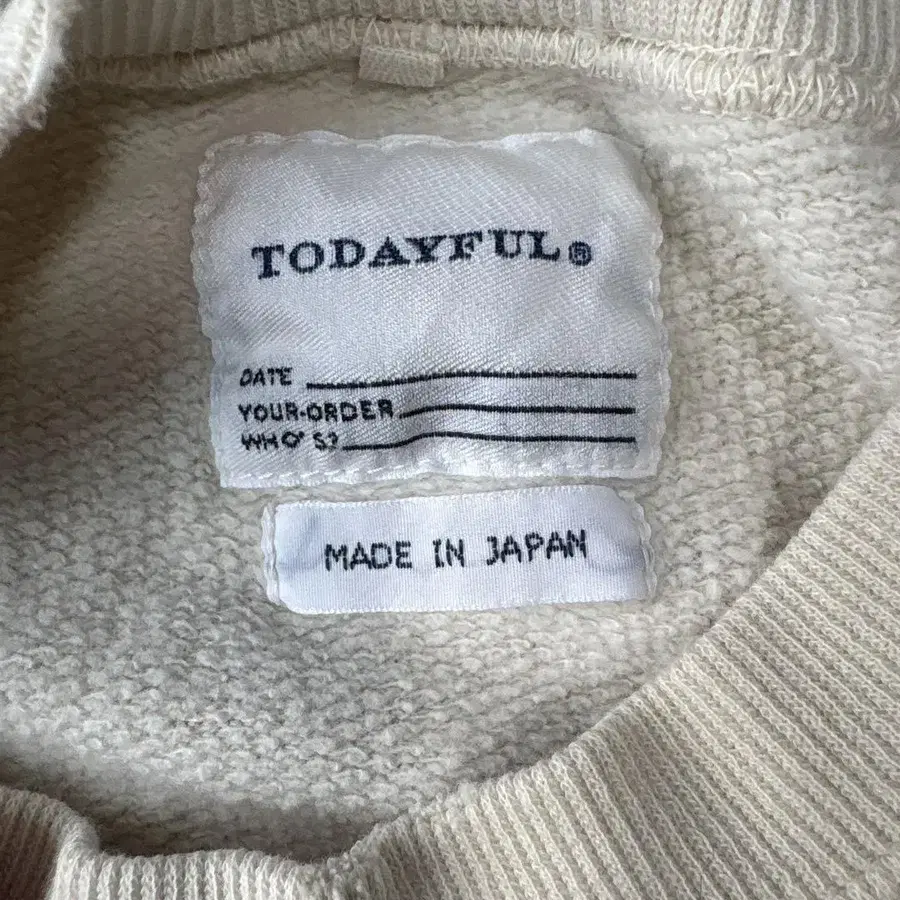 TODAYFUL®
DATE
YOUR-ORDER
WHO'S?
MADE IN JAPAN